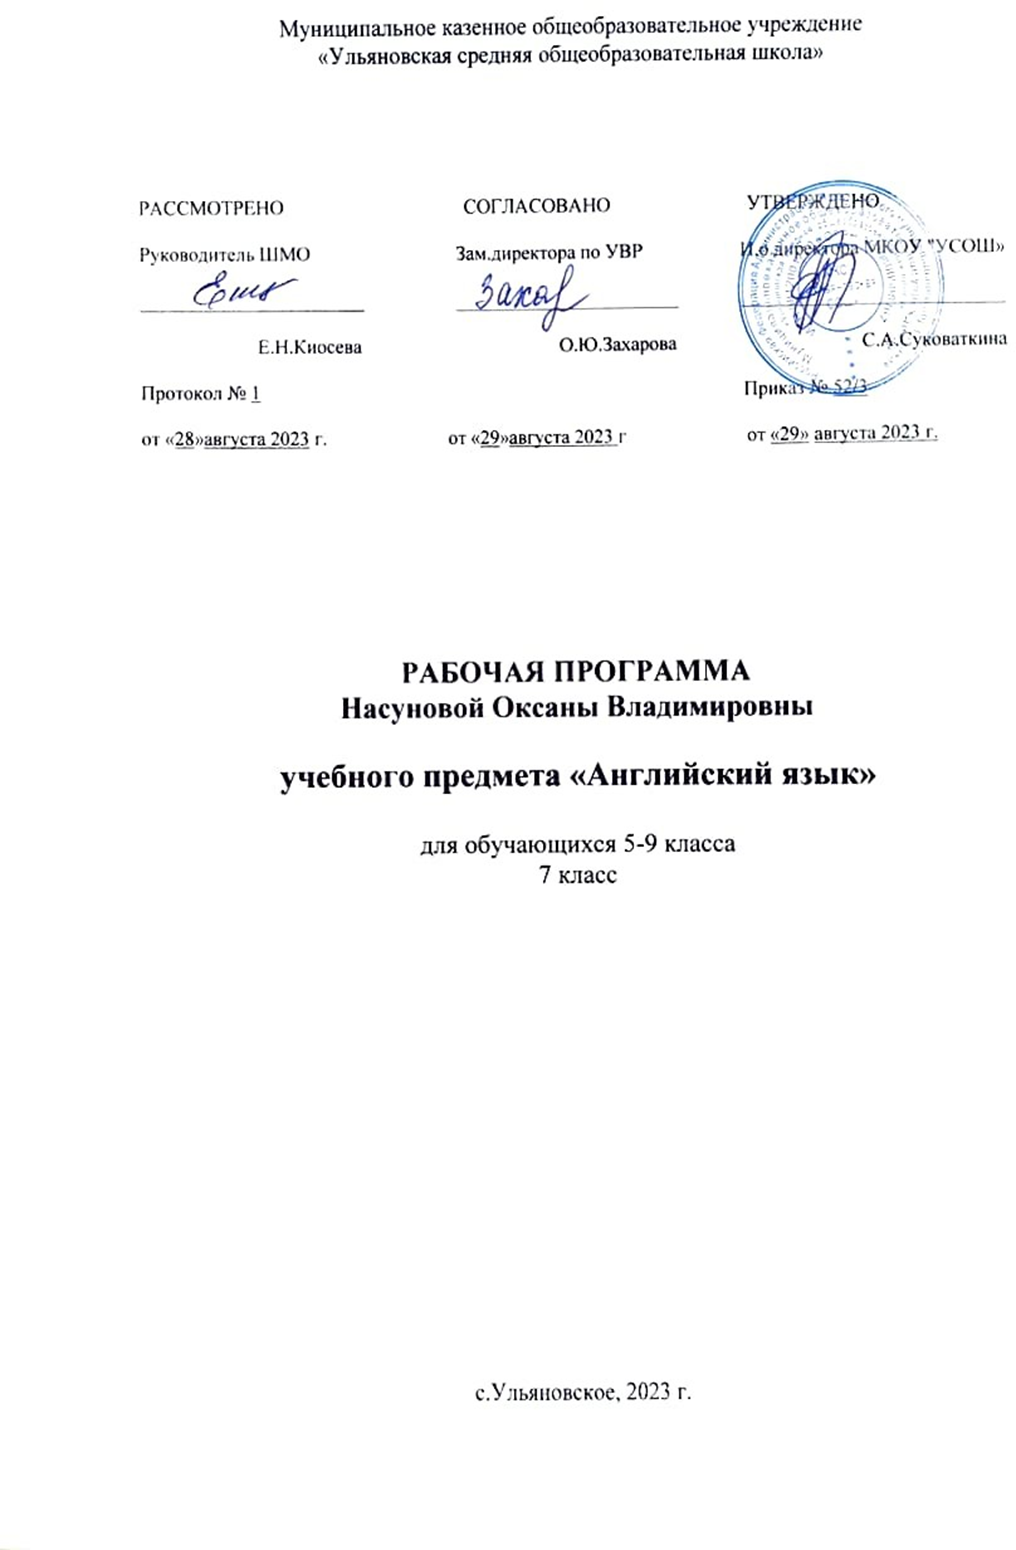 Муниципальное казенное общеобразовательное учреждение
«Ульяновская средняя общеобразовательная школа»
РАССМОТРЕНО
Руководитель ШМО
Е.Н.Киосева
Протокол № 1
от «28»августа 2023 г.
СОГЛАСОВАНО
Зам.директора по УВР
Захар
О.Ю.Захарова
от «29»августа 2023 г
УТВЕРЖДЕНО
И.о.директора МКОУ "УСОШ»
С.А.Суковаткина
Приказ № 52/3
от «29» августа 2023 г.
РАБОЧАЯ ПРОГРАММА
Насуновой Оксаны Владимировны
учебного предмета «Английский язык»
для обучающихся 5-9 класса
7 класс
с.Ульяновское, 2023 г.